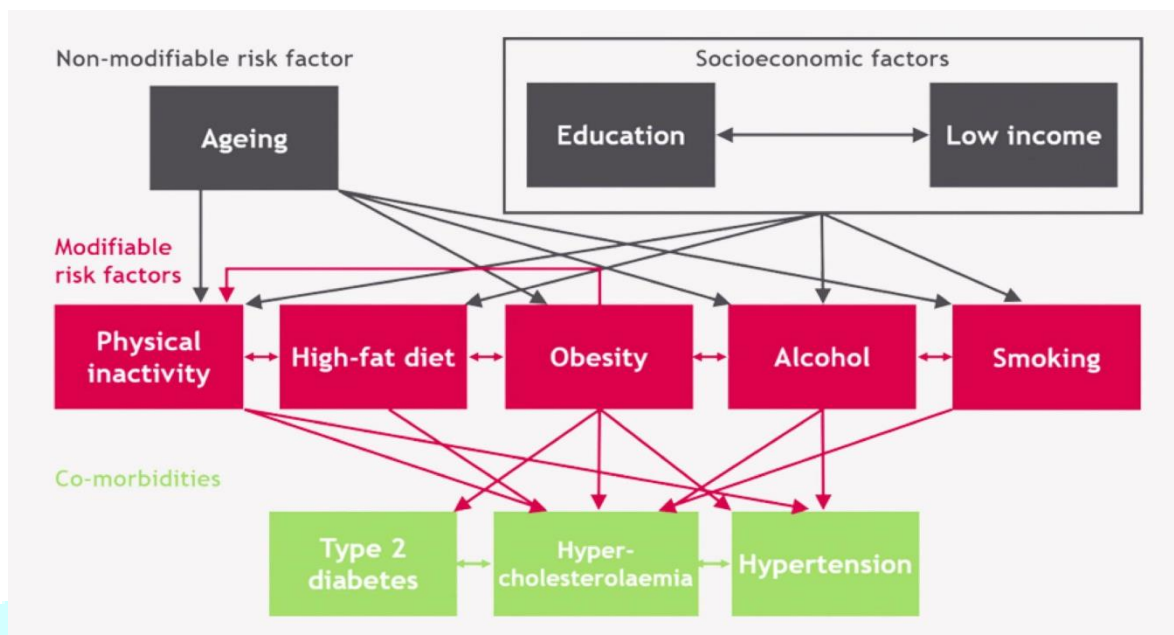 Non-modifiable risk factor
Socioeconomic factors
Ageing
Education
Low income
Modifiable
risk factors
Physical
inactivity
High-fat diet
Obesity
Alcohol
Smoking
Co-morbidities
Type 2
diabetes
Hyper-
cholesterolaemia
Hypertension